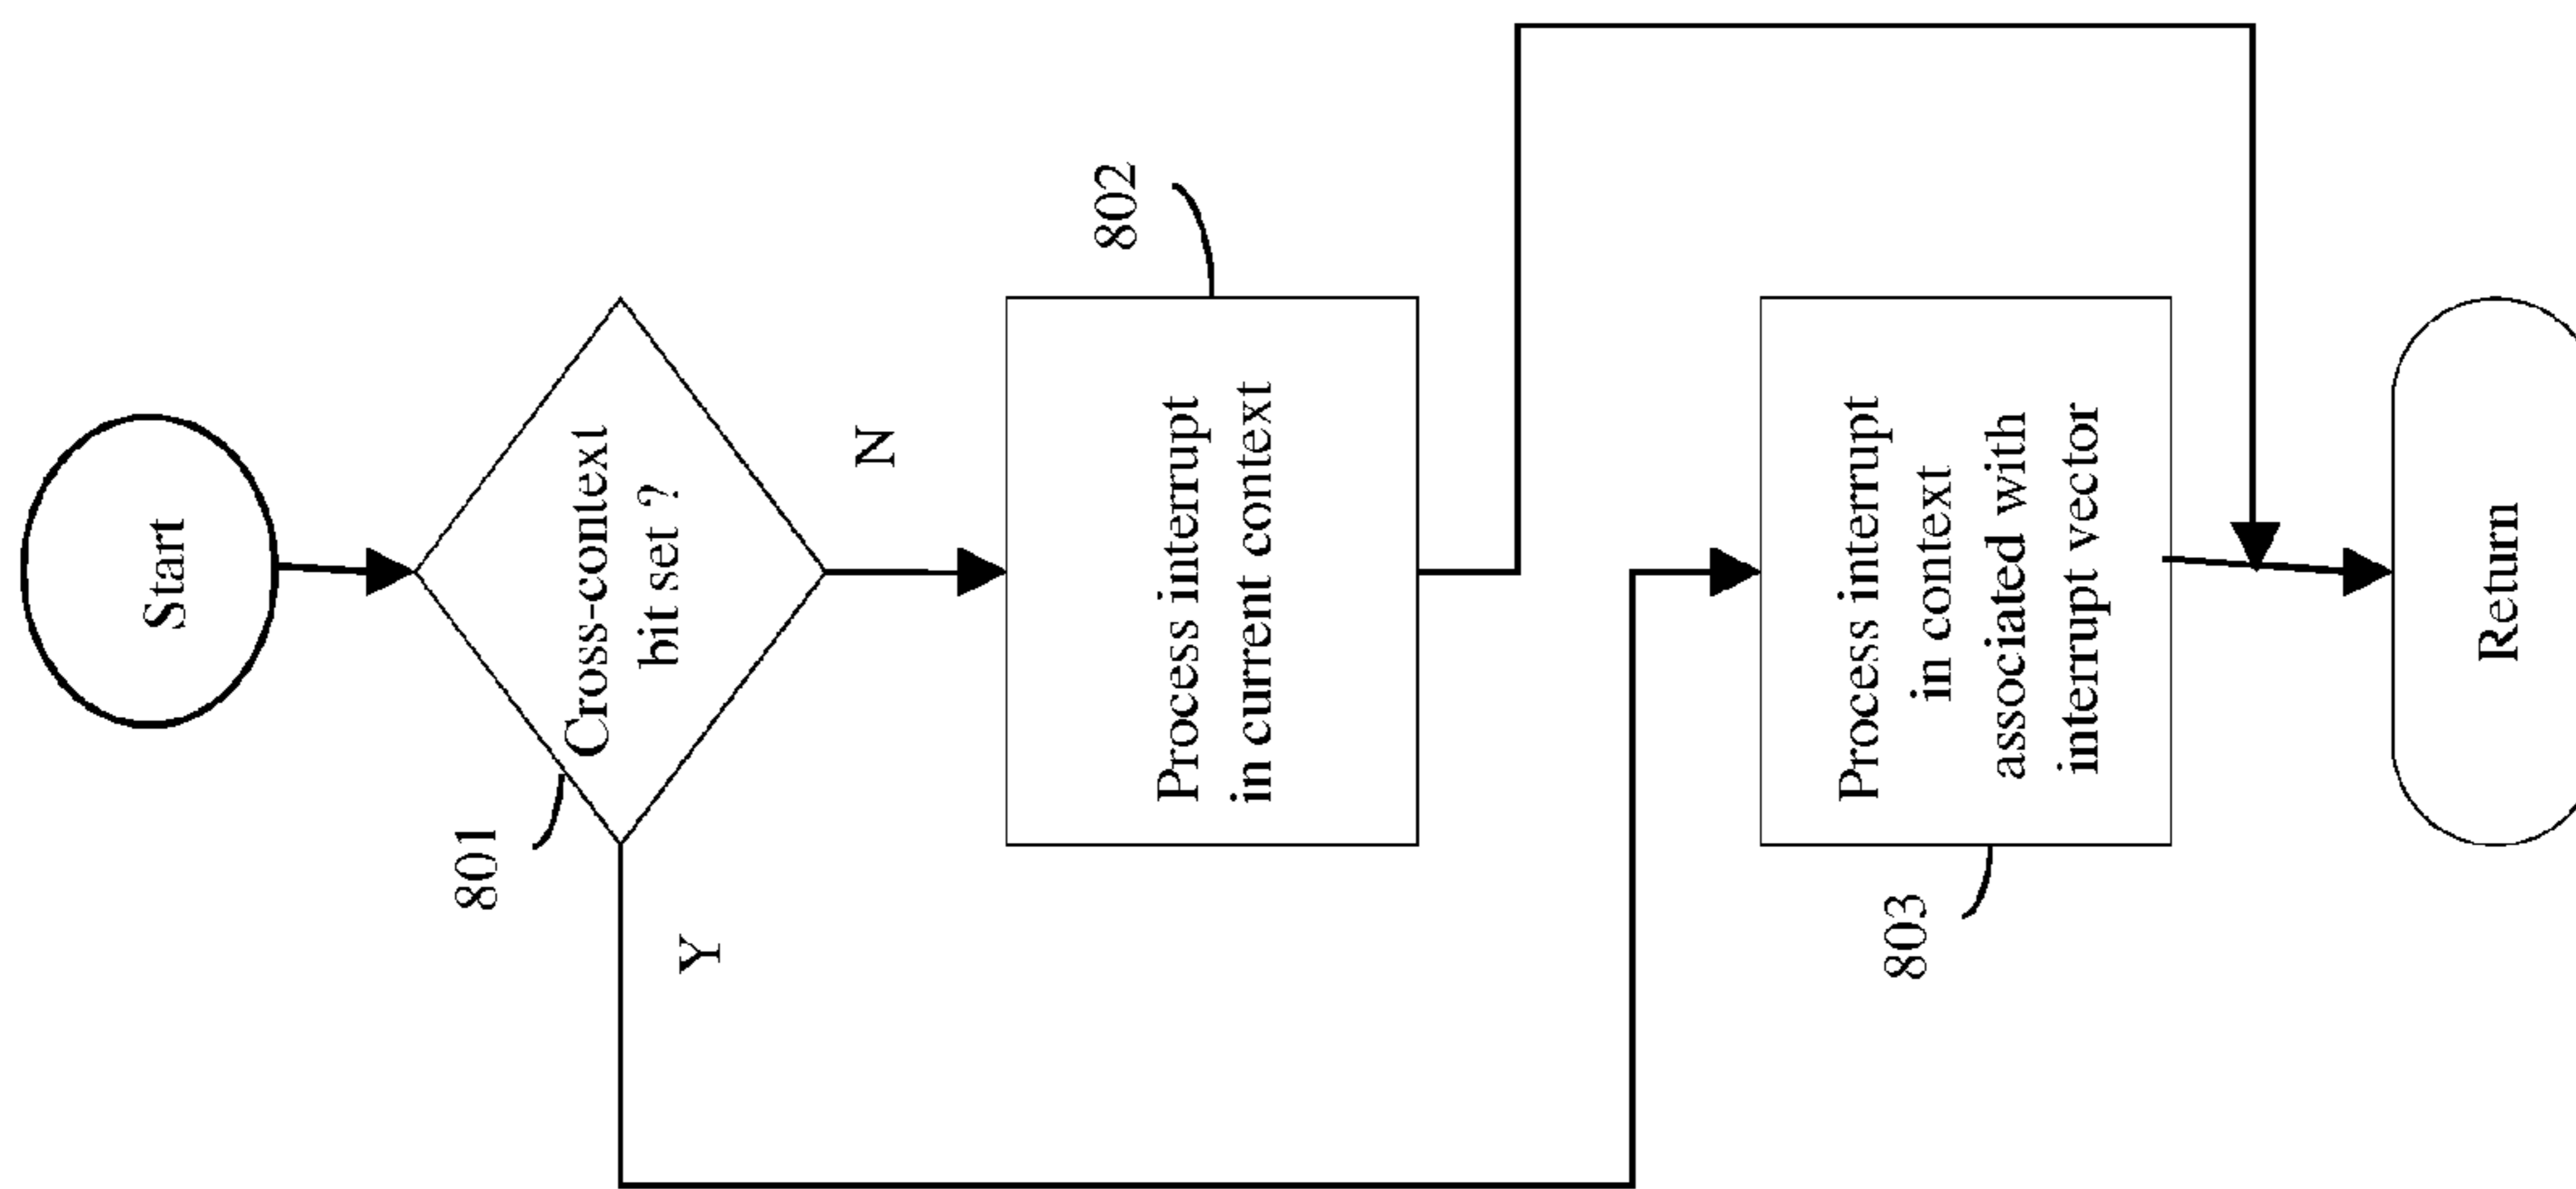 Start
801
Cross-context
bit set ?
Y
N
802
Process interrupt
in current context
803
Process interrupt
in context
associated with
interrupt vector
Return